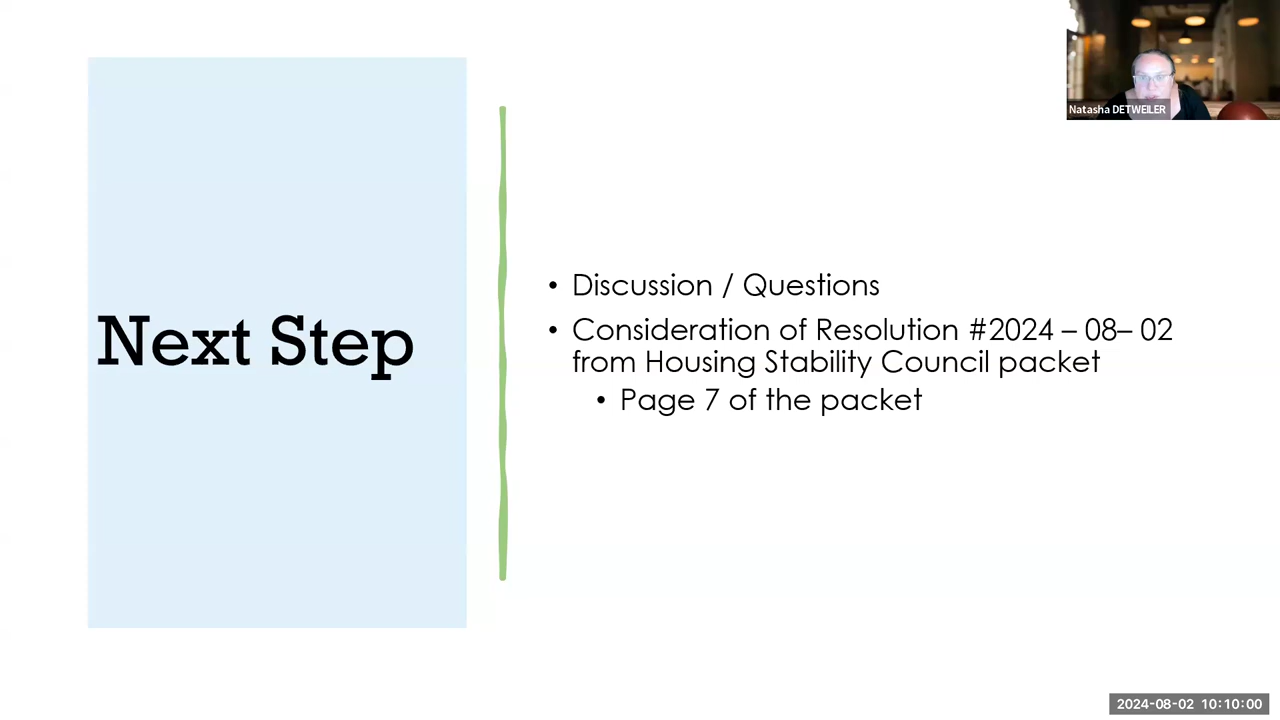 Natasha DETWEILER
Next Step
• Discussion / Questions
• Consideration of Resolution #2024 – 08– 02
from Housing Stability Council packet
• Page 7 of the packet
2024-08-02 10:10:00